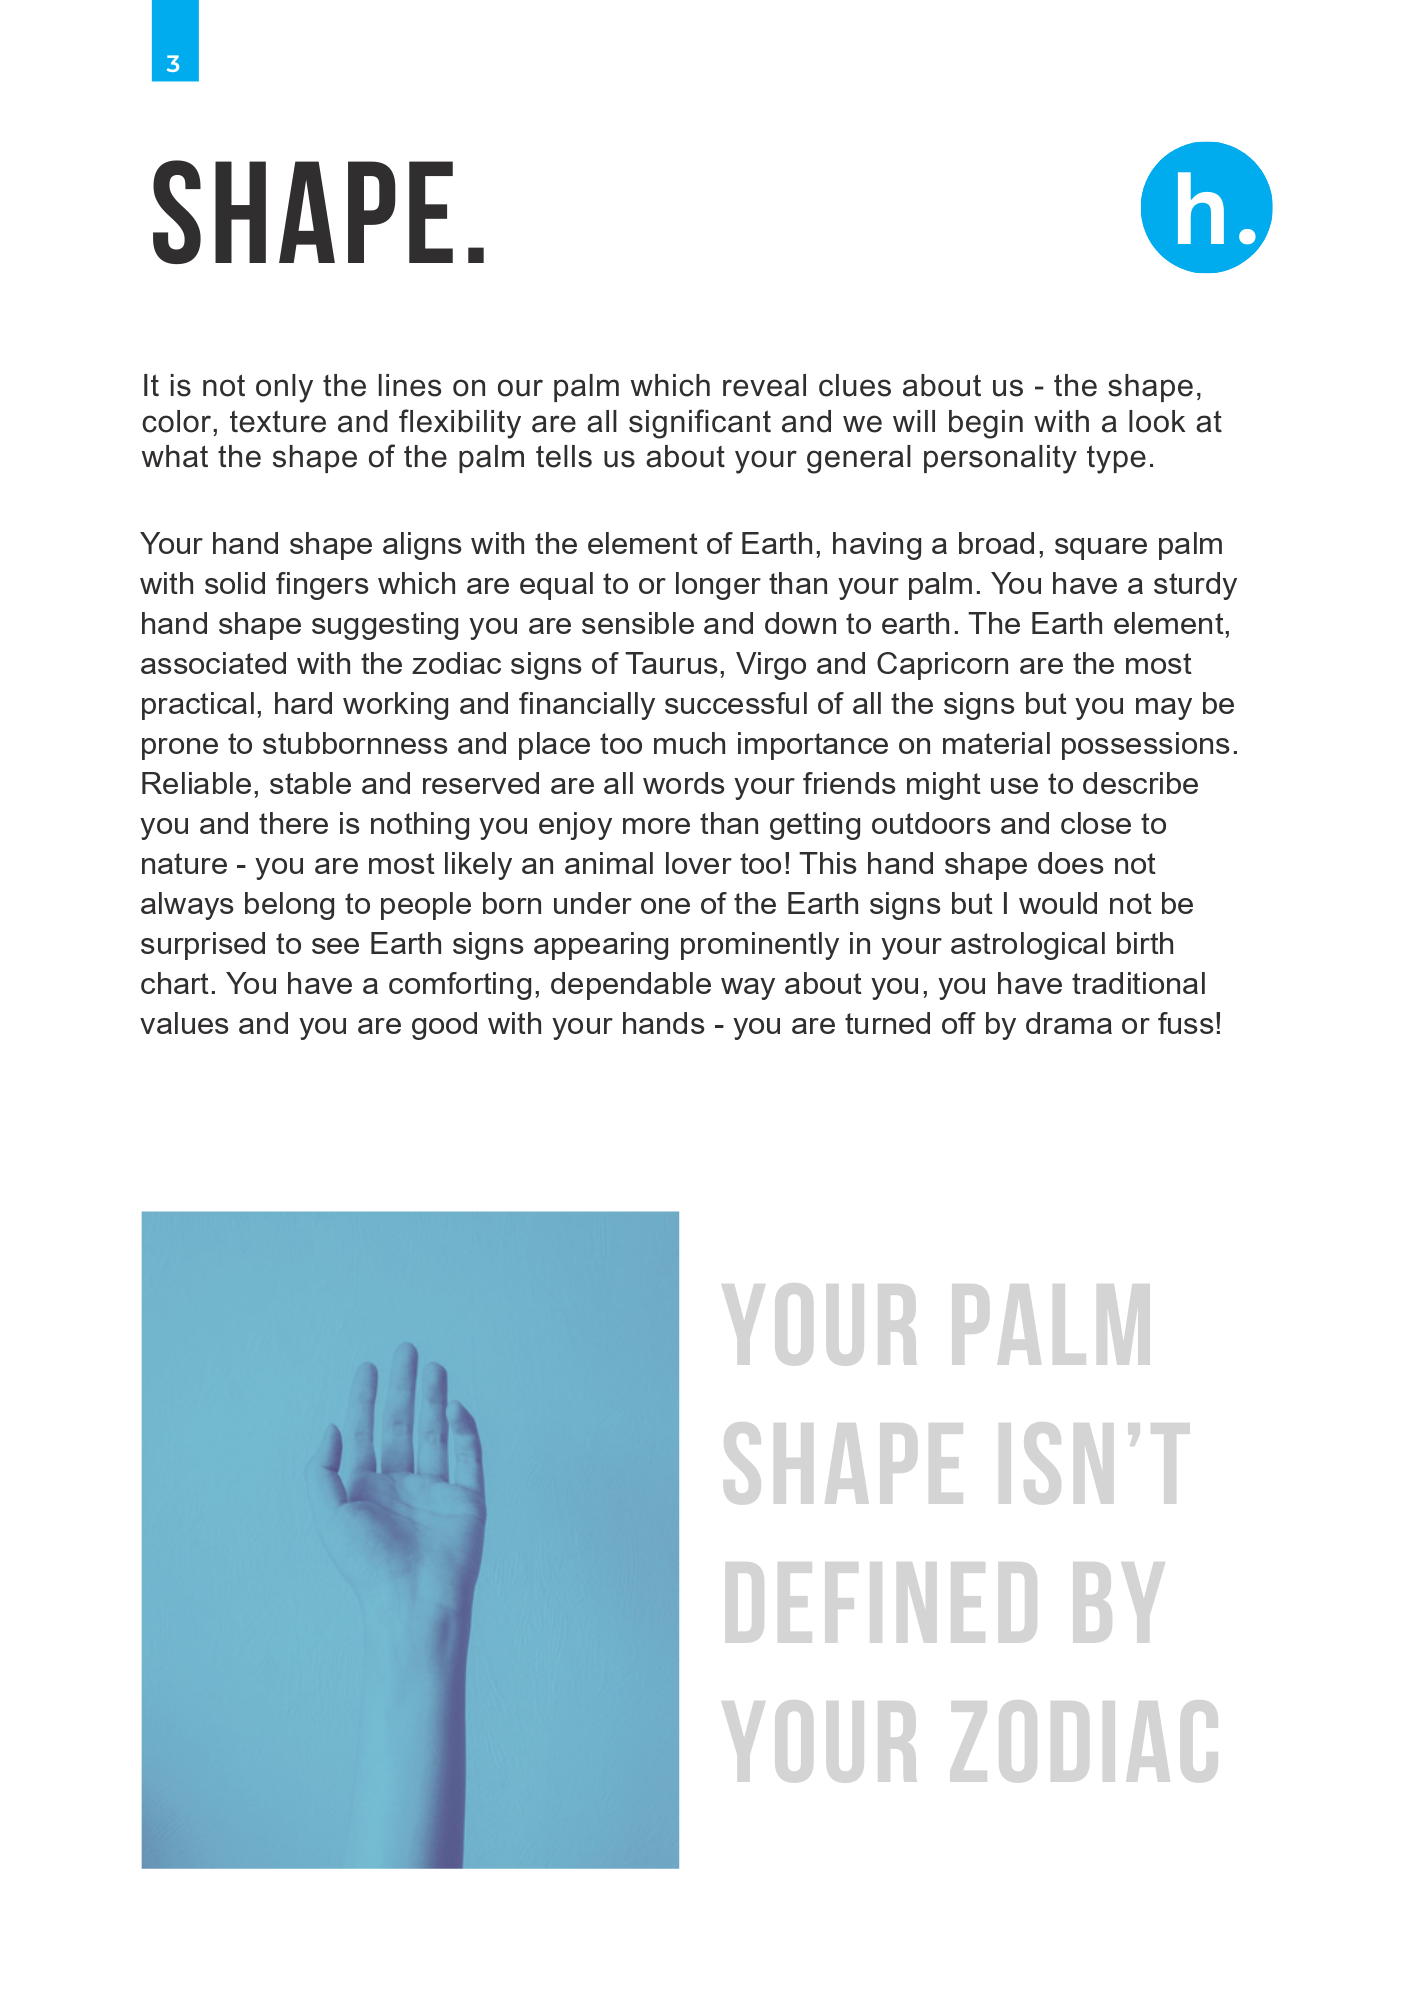 3
SHAPE.
h.
It is not only the lines on our palm which reveal clues about us - the shape,
color, texture and flexibility are all significant and we will begin with a look at
what the shape of the palm tells us about your general personality type.
Your hand shape aligns with the element of Earth, having a broad, square palm
with solid fingers which are equal to or longer than your palm. You have a sturdy
hand shape suggesting you are sensible and down to earth. The Earth element,
associated with the zodiac signs of Taurus, Virgo and Capricorn are the most
practical, hard working and financially successful of all the signs but you may be
prone to stubbornness and place too much importance on material possessions.
Reliable, stable and reserved are all words your friends might use to describe
you and there is nothing you enjoy more than getting outdoors and close to
nature - you are most likely an animal lover too! This hand shape does not
always belong to people born under one of the Earth signs but I would not be
surprised to see Earth signs appearing prominently in your astrological birth
chart. You have a comforting, dependable way about you, you have traditional
values and you are good with your hands - you are turned off by drama or fuss!
YOUR PALM
SHAPE ISN’T
DEFINED BY
YOUR ZODIAC